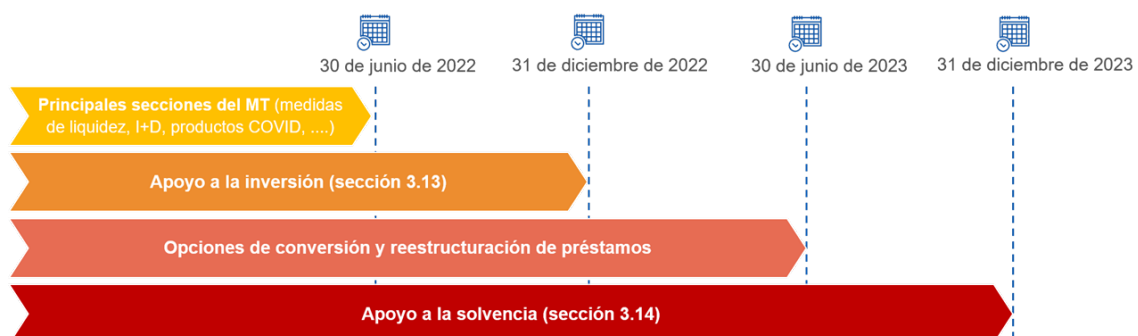 30 de junio de 2022
31 de diciembre de 2022
30 de junio de 2023
31 de diciembre de 2023
Principales secciones del MT (medidas
de liquidez, I+D, productos COVID, ....)
Apoyo a la inversión (sección 3.13)
Opciones de conversión y reestructuración de préstamos
Apoyo a la solvencia (sección 3.14)